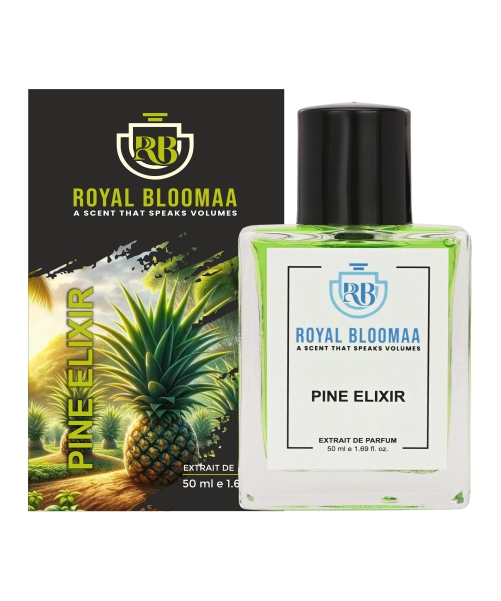 RB
ROYAL BLOOMAA
A SCENT THAT SPEAKS VOLUMES
PINE ELIXIR
EXTRAIT DE
50 ml e 1.6
RB
ROYAL BLOOMAA
A SCENT THAT SPEAKS VOLUMES
PINE ELIXIR
EXTRAIT DE PARFUM
50 ml e 1.69 fl. oz.